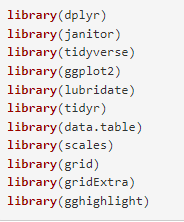 library(dplyr)
library(janitor)
library(tidyverse)
library(ggplot2)
library(lubridate)
library(tidyr)
library(data.table)
library(scales)
library(grid)
library(gridExtra)
library(gghighlight)